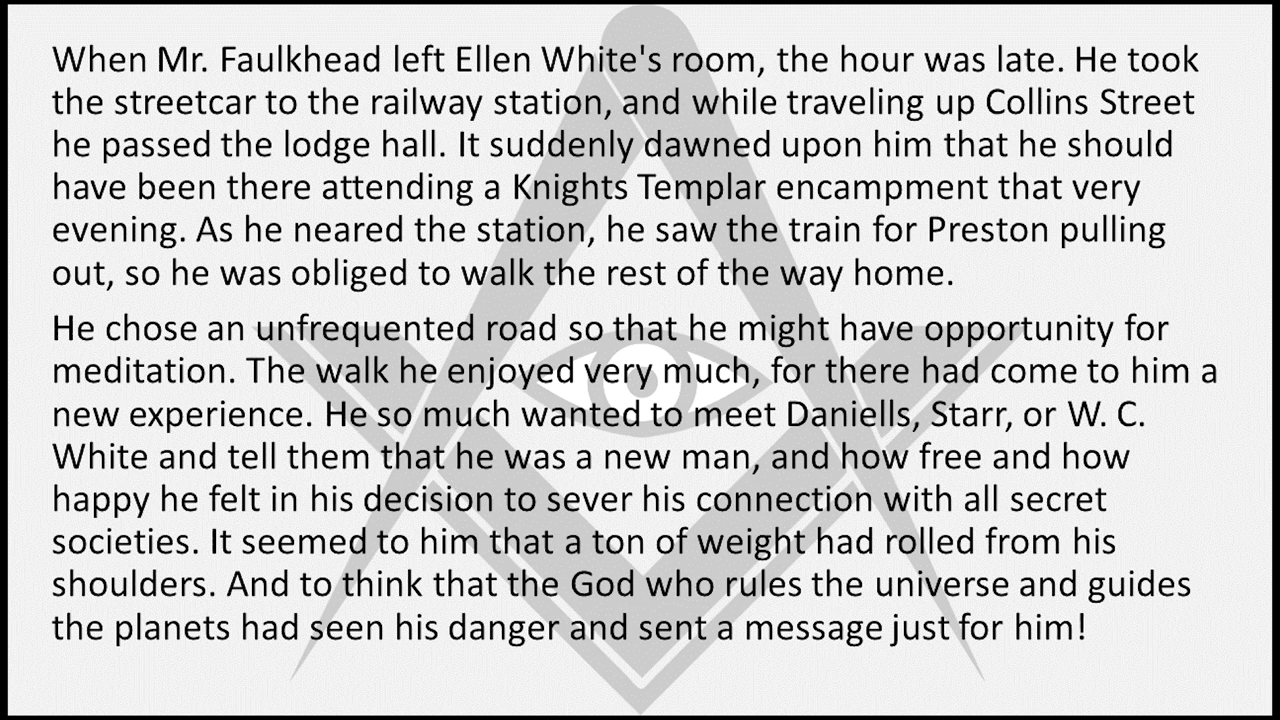 When Mr. Faulkhead left Ellen White's room, the hour was late. He took
the streetcar to the railway station, and while traveling up Collins Street
he passed the lodge hall. It suddenly dawned upon him that he should
have been there attending a Knights Templar encampment that very
evening. As he neared the station, he saw the train for Preston pulling
out, so he was obliged to walk the rest of the way home.
He chose an unfrequented road so that he might have opportunity for
meditation. The walk he enjoyed very much, for there had come to him a
new experience. He so much wanted to meet Daniells, Starr, or W. C.
White and tell them that he was a new man, and how free and how
happy he felt in his decision to sever his connection with all secret
societies. It seemed to him that a ton of weight had rolled from his
shoulders. And to think that the God who rules the universe and guides
the planets had seen his danger and sent a message just for him!